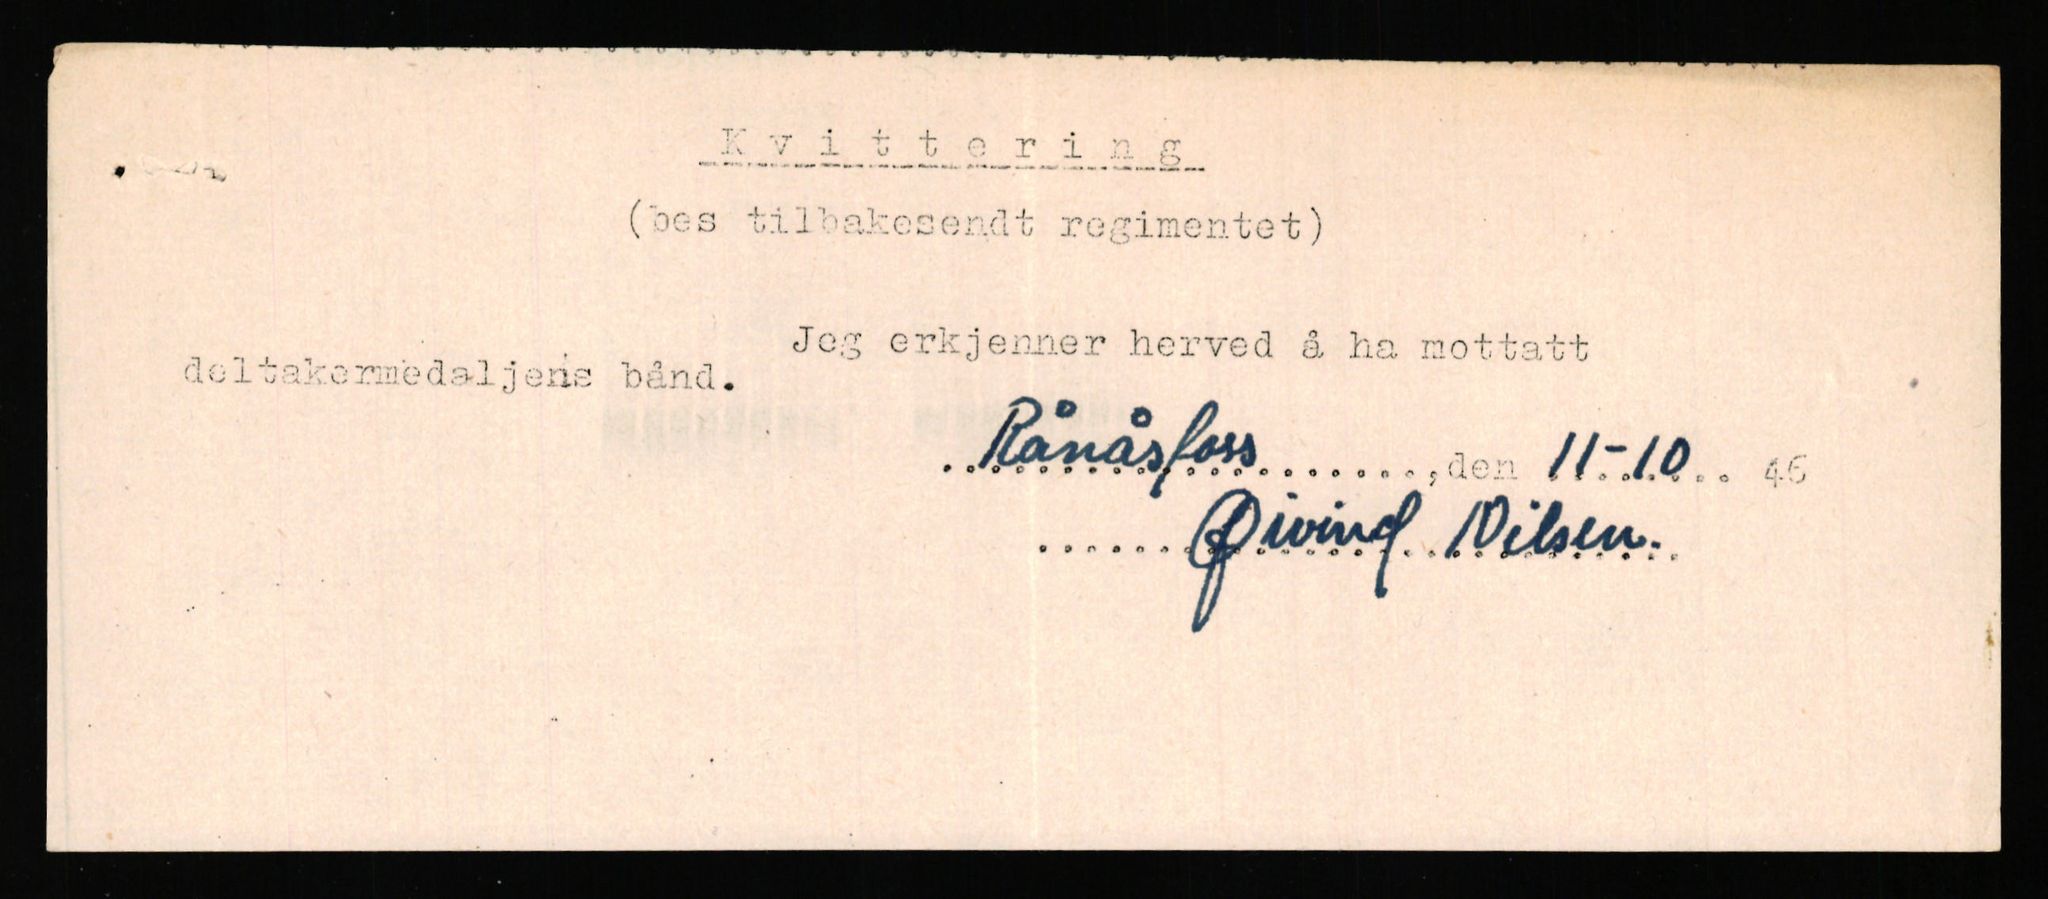 Kvittering
(bes tilbakesendt regimentet)
Jeg erkjenner herved å ha mottatt
deltakermedaljens bånd.
Rånåsfoss, den 11-10 46
Øivind Nilsen.